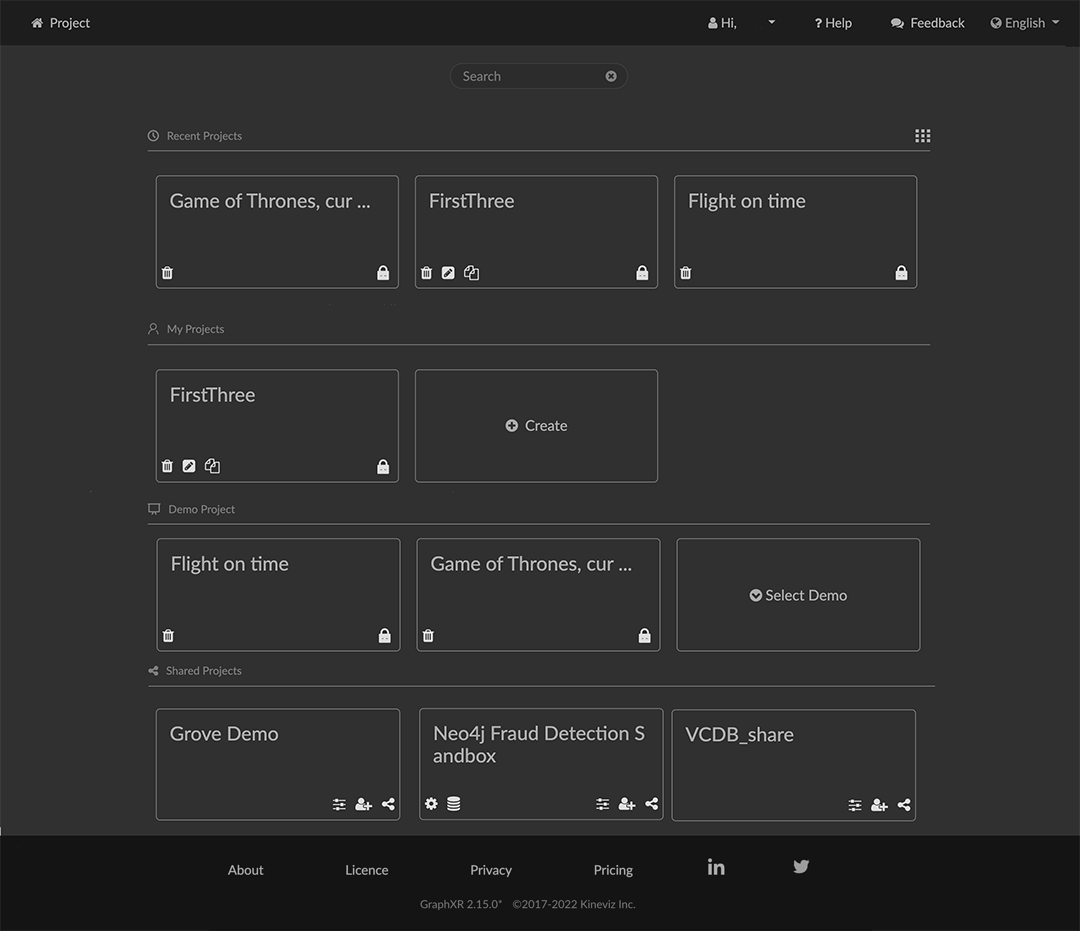 Project
Hi,
? Help
Feedback
English
Search
Recent Projects
Game of Thrones, cur ...
FirstThree
Flight on time
My Projects
FirstThree
Create
Demo Project
Flight on time
Game of Thrones, cur ...
Select Demo
Shared Projects
Grove Demo
Neo4j Fraud Detection S
andbox
VCDB_share
About
Licence
Privacy
Pricing
in
GraphXR 2.15.0* ©2017-2022 Kineviz Inc.